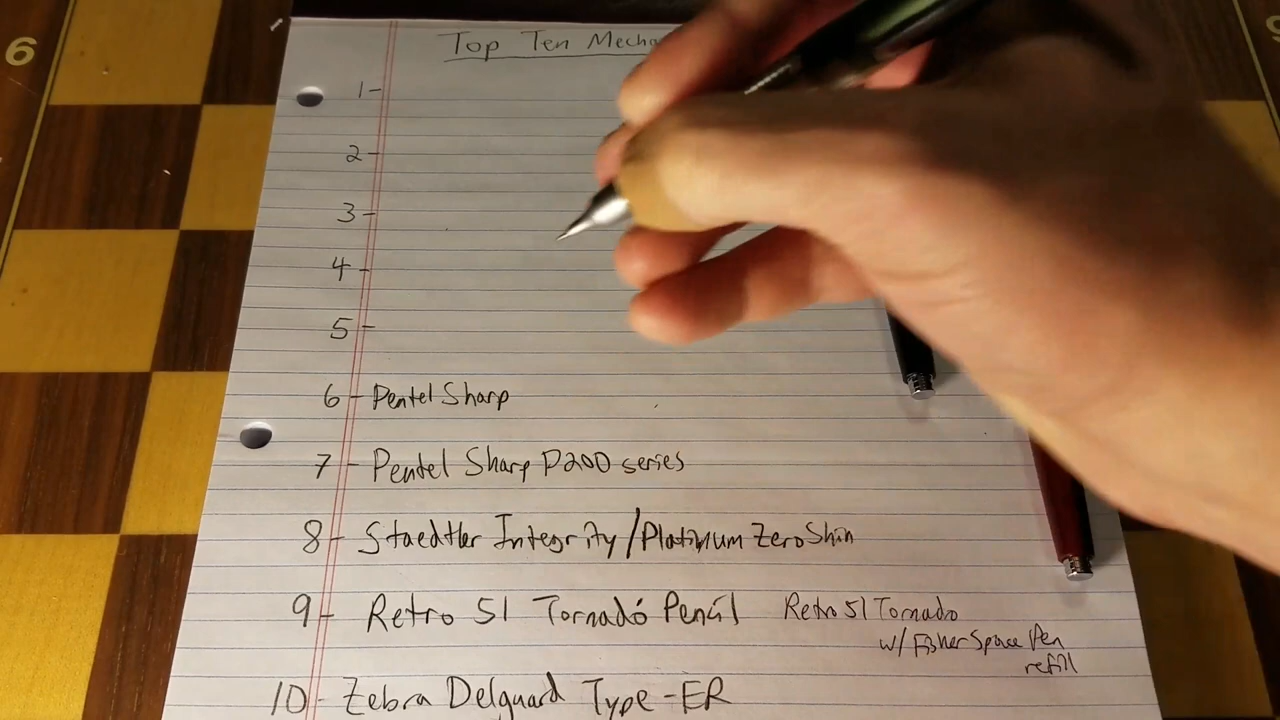 6
Top Ten Mecha
1-
2-
3-
4-
5-
6- Pentel Sharp
7- Pentel Sharp P200 series
8- Staedtler Integrity/Platinum Zero Shin
9- Retro 51 Tornado Pencil Retro 51 Tornado
w/ Fisher Space Pen
refill
10- Zebra Delguard Type-ER